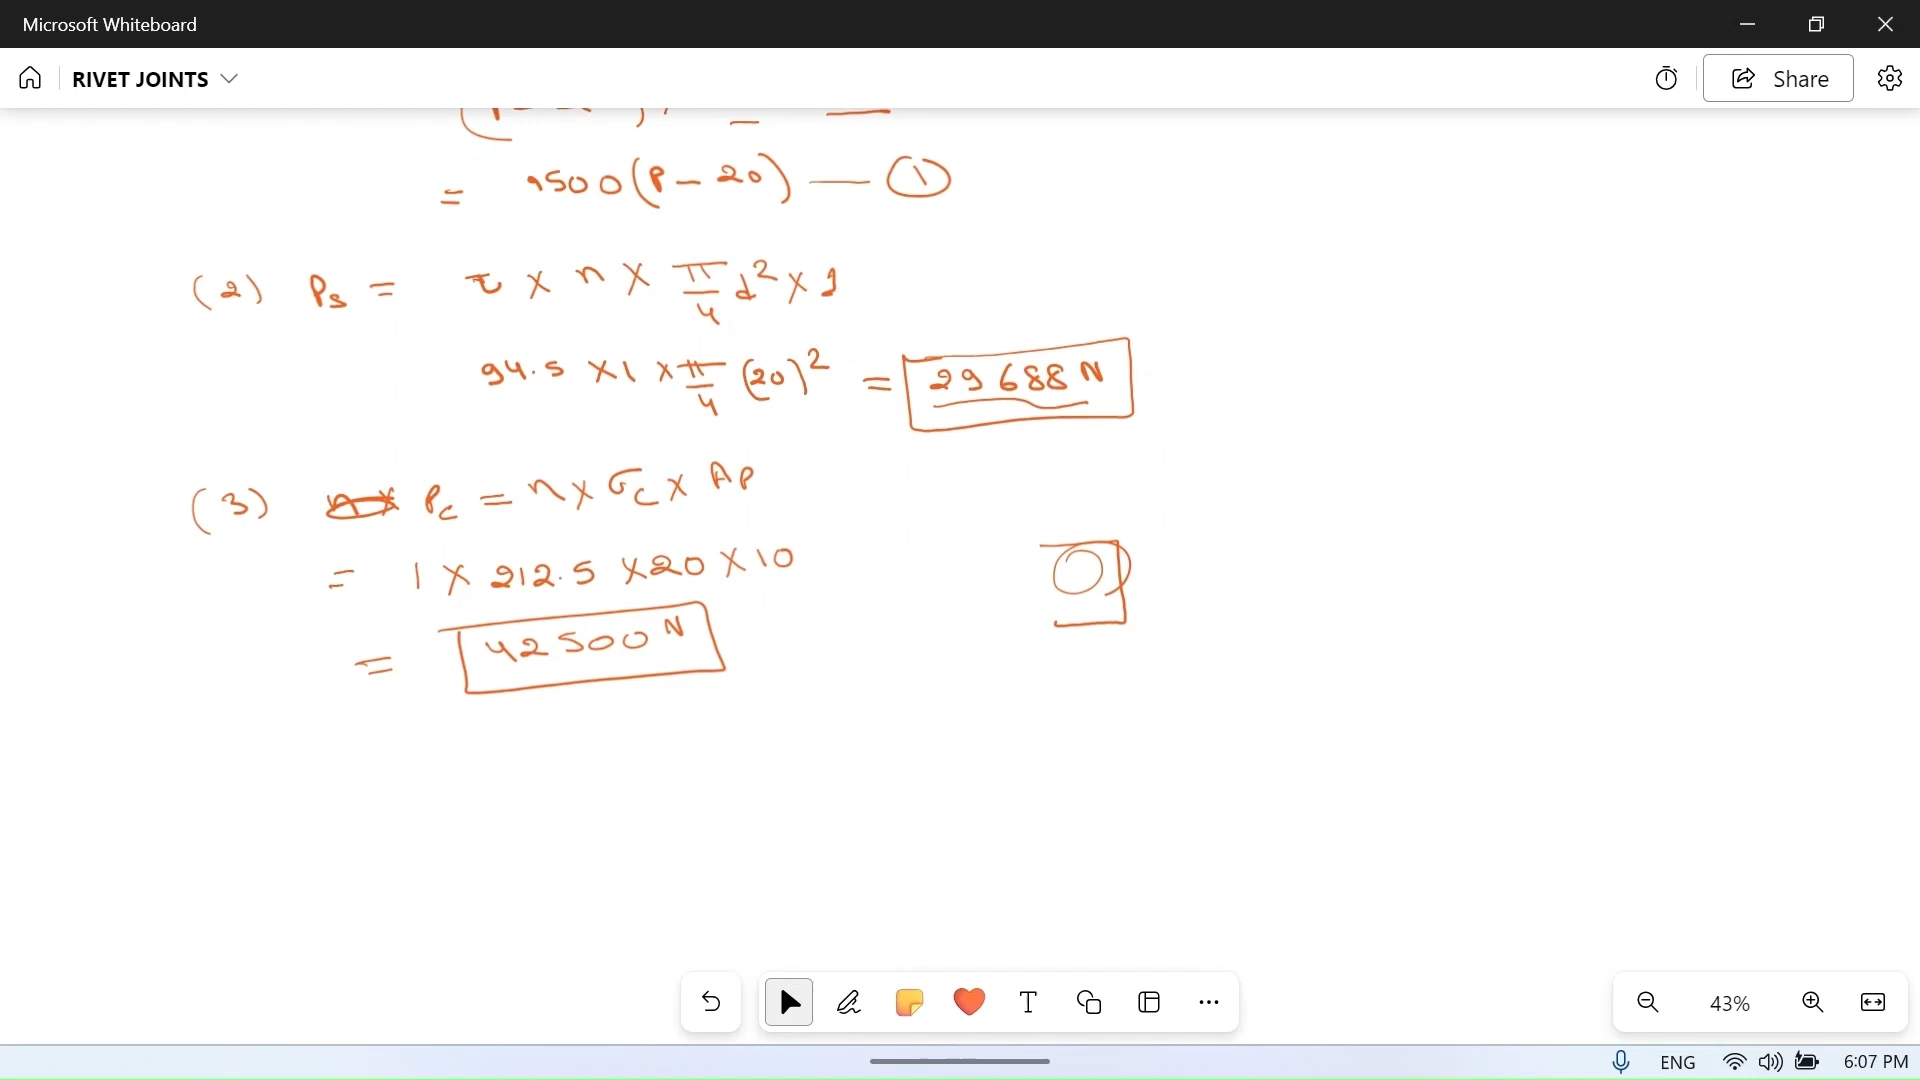 Microsoft Whiteboard
RIVET JOINTS
Share
= 9500(P - 20) — ①
(2) Ps = τ × n × π/4 d² × 1
94.5 × 1 × π/4 (20)² = 29688 N
(3) Pc = n × σc × Ap
= 1 × 212.5 × 20 × 10
= 42500 N
T
43%
ENG
6:07 PM